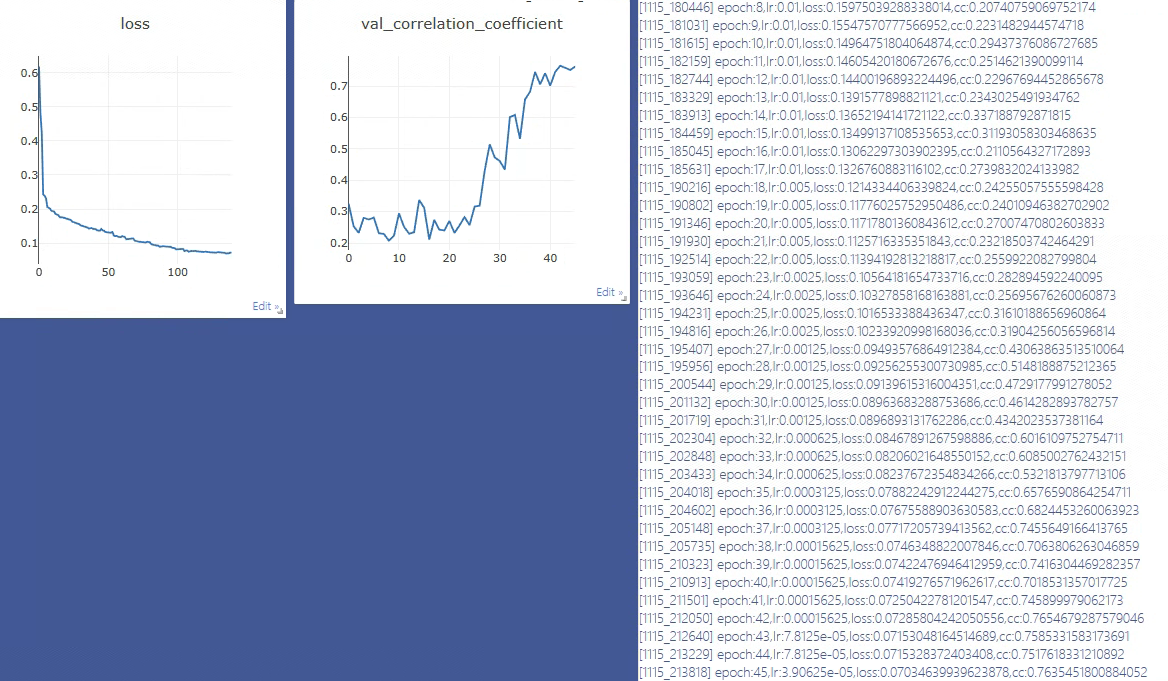 loss
0.6
0.5
0.4
0.3
0.2
0.1
0
50
100
Edit »
val_correlation_coefficient
0.7
0.6
0.5
0.4
0.3
0.2
0
10
20
30
40
Edit »
[1115_180446] epoch:8,lr:0.01,loss:0.15975039288338014,cc:0.20740759069752174
[1115_181031] epoch:9,lr:0.01,loss:0.15547570777566952,cc:0.2231482944574718
[1115_181615] epoch:10,lr:0.01,loss:0.14964751804064874,cc:0.29437376086727685
[1115_182159] epoch:11,lr:0.01,loss:0.14605420180672676,cc:0.2514621390099114
[1115_182744] epoch:12,lr:0.01,loss:0.14400196893224496,cc:0.22967694452865678
[1115_183329] epoch:13,lr:0.01,loss:0.1391577898821121,cc:0.2343025491934762
[1115_183913] epoch:14,lr:0.01,loss:0.13652194141721122,cc:0.337188792871815
[1115_184459] epoch:15,lr:0.01,loss:0.13499137108535653,cc:0.31193058303468635
[1115_185045] epoch:16,lr:0.01,loss:0.13062297303902395,cc:0.2110564327172893
[1115_185631] epoch:17,lr:0.01,loss:0.1326760883116102,cc:0.2739832024133982
[1115_190216] epoch:18,lr:0.005,loss:0.1214334406339824,cc:0.24255057555598428
[1115_190802] epoch:19,lr:0.005,loss:0.11776025752950486,cc:0.24010946382702902
[1115_191346] epoch:20,lr:0.005,loss:0.11717801360843612,cc:0.27007470802603833
[1115_191930] epoch:21,lr:0.005,loss:0.1125716335351843,cc:0.23218503742464291
[1115_192514] epoch:22,lr:0.005,loss:0.11394192813218817,cc:0.2559922082799804
[1115_193059] epoch:23,lr:0.0025,loss:0.10564181654733716,cc:0.282894592240095
[1115_193646] epoch:24,lr:0.0025,loss:0.10327858168163881,cc:0.25695676260060873
[1115_194231] epoch:25,lr:0.0025,loss:0.1016533388436347,cc:0.31610188656960864
[1115_194816] epoch:26,lr:0.0025,loss:0.10233920998168036,cc:0.31904256056596814
[1115_195407] epoch:27,lr:0.00125,loss:0.09493576864912384,cc:0.43063863513510064
[1115_195956] epoch:28,lr:0.00125,loss:0.09256255300730985,cc:0.5148188875212365
[1115_200544] epoch:29,lr:0.00125,loss:0.09139615316004351,cc:0.4729177991278052
[1115_201132] epoch:30,lr:0.00125,loss:0.08963683288753686,cc:0.4614282893782757
[1115_201719] epoch:31,lr:0.00125,loss:0.0896893131762286,cc:0.4342023537381164
[1115_202304] epoch:32,lr:0.000625,loss:0.08467891267598886,cc:0.6016109752754711
[1115_202848] epoch:33,lr:0.000625,loss:0.08206021648550152,cc:0.6085002762432151
[1115_203433] epoch:34,lr:0.000625,loss:0.08237672354834266,cc:0.5321813797713106
[1115_204018] epoch:35,lr:0.0003125,loss:0.07882242912244275,cc:0.6576590864254711
[1115_204602] epoch:36,lr:0.0003125,loss:0.07675588903630583,cc:0.6824453260063923
[1115_205148] epoch:37,lr:0.0003125,loss:0.07717205739413562,cc:0.7455649166413765
[1115_205735] epoch:38,lr:0.00015625,loss:0.0746348822007846,cc:0.7063806263046859
[1115_210323] epoch:39,lr:0.00015625,loss:0.07422476946412959,cc:0.7416304469282357
[1115_210913] epoch:40,lr:0.00015625,loss:0.07419276571962617,cc:0.7018531357017725
[1115_211501] epoch:41,lr:0.00015625,loss:0.07250422781201547,cc:0.745899979062173
[1115_212050] epoch:42,lr:0.00015625,loss:0.07285804242050556,cc:0.7654679287579046
[1115_212640] epoch:43,lr:7.8125e-05,loss:0.07153048164514689,cc:0.7585331583173691
[1115_213229] epoch:44,lr:7.8125e-05,loss:0.0715328372403408,cc:0.7517618331210892
[1115_213818] epoch:45,lr:3.90625e-05,loss:0.07034639939623878,cc:0.7635451800884052